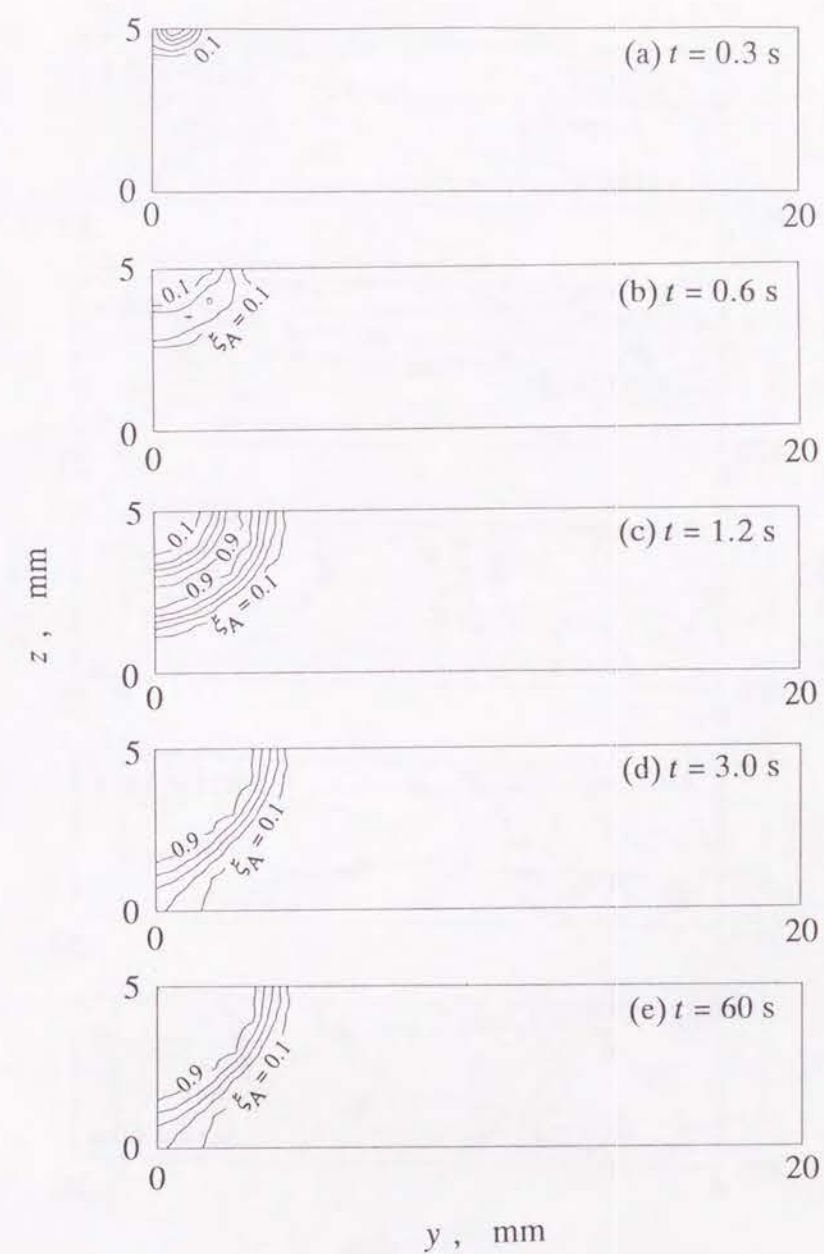 5
0.1
(a) t = 0.3 s
0
0
20
5
0.1
ξA = 0.1
(b) t = 0.6 s
0
0
20
5
0.1
0.9
0.9
ξA = 0.1
(c) t = 1.2 s
0
0
20
z , mm
5
0.9
ξA = 0.1
(d) t = 3.0 s
0
0
20
5
0.9
ξA = 0.1
(e) t = 60 s
0
0
20
y , mm